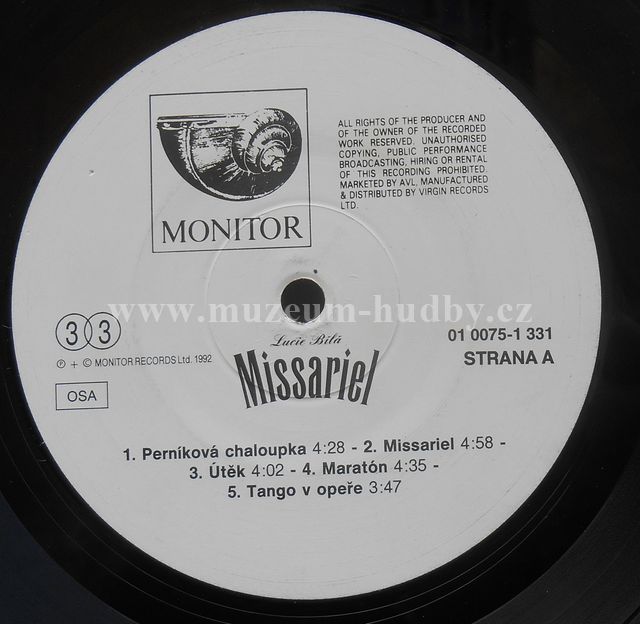 ALL RIGHTS OF THE PRODUCER AND
OF THE OWNER OF THE RECORDED
WORK RESERVED. UNAUTHORISED
COPYING, PUBLIC PERFORMANCE
BROADCASTING, HIRING OR RENTAL
OF THIS RECORDING PROHIBITED.
MARKETED BY AVL, MANUFACTURED
& DISTRIBUTED BY VIRGIN RECORDS
LTD.
MONITOR
www.muzeum-hudby.cz
33
01 0075-1 331
STRANA A
℗ + © MONITOR RECORDS Ltd. 1992
OSA
Lucie Bílá
Missariel
1. Perníková chaloupka 4:28 - 2. Missariel 4:58 -
3. Útěk 4:02 - 4. Maratón 4:35 -
5. Tango v opeře 3:47